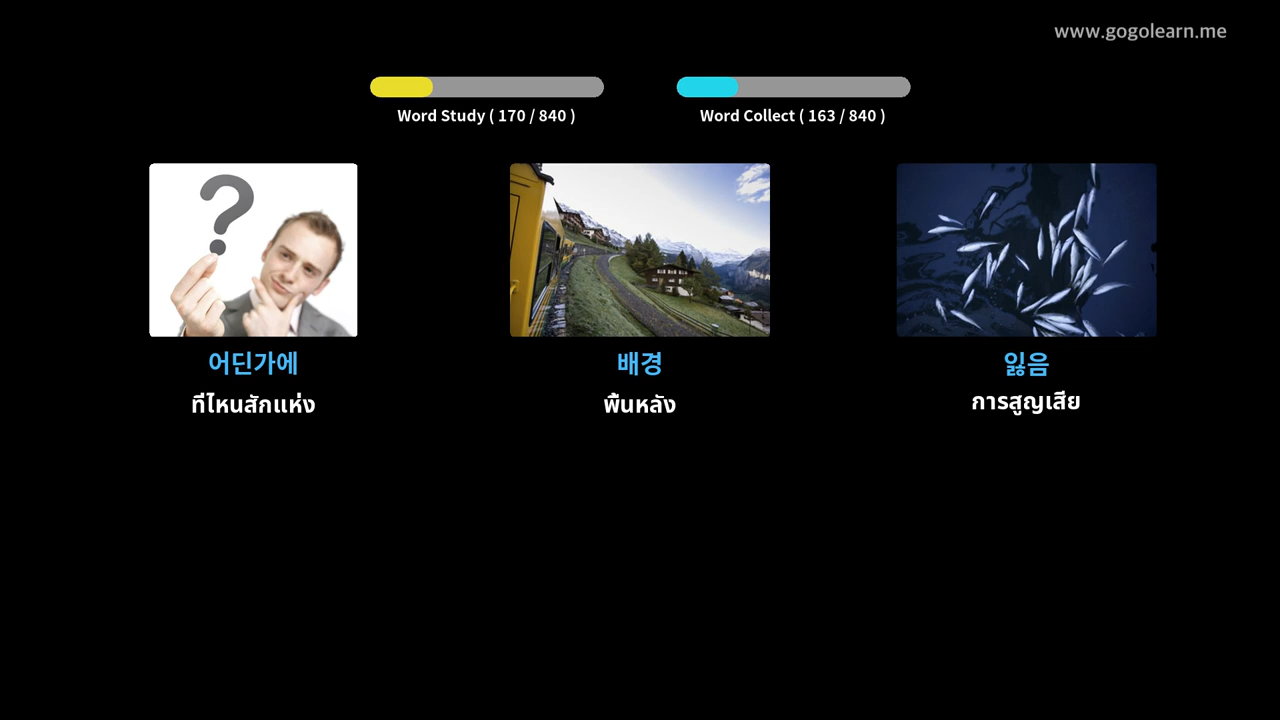 www.gogolearn.me
Word Study ( 170 / 840 )
Word Collect ( 163 / 840 )
어딘가에
배경
잃음
ที่ไหนสักแห่ง
พื้นหลัง
การสูญเสีย